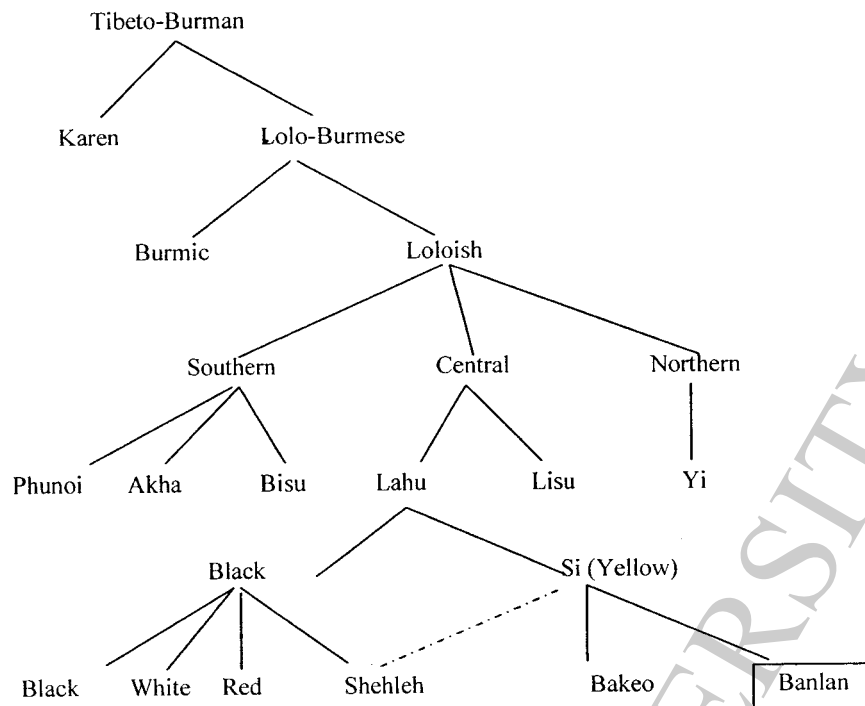 Tibeto-Burman
Karen Lolo-Burmese
Burmic Loloish
Southern Central Northern
Phunoi Akha Bisu Lahu Lisu Yi
Black Si (Yellow)
Black White Red Shehleh Bakeo Banlan
ERSITY